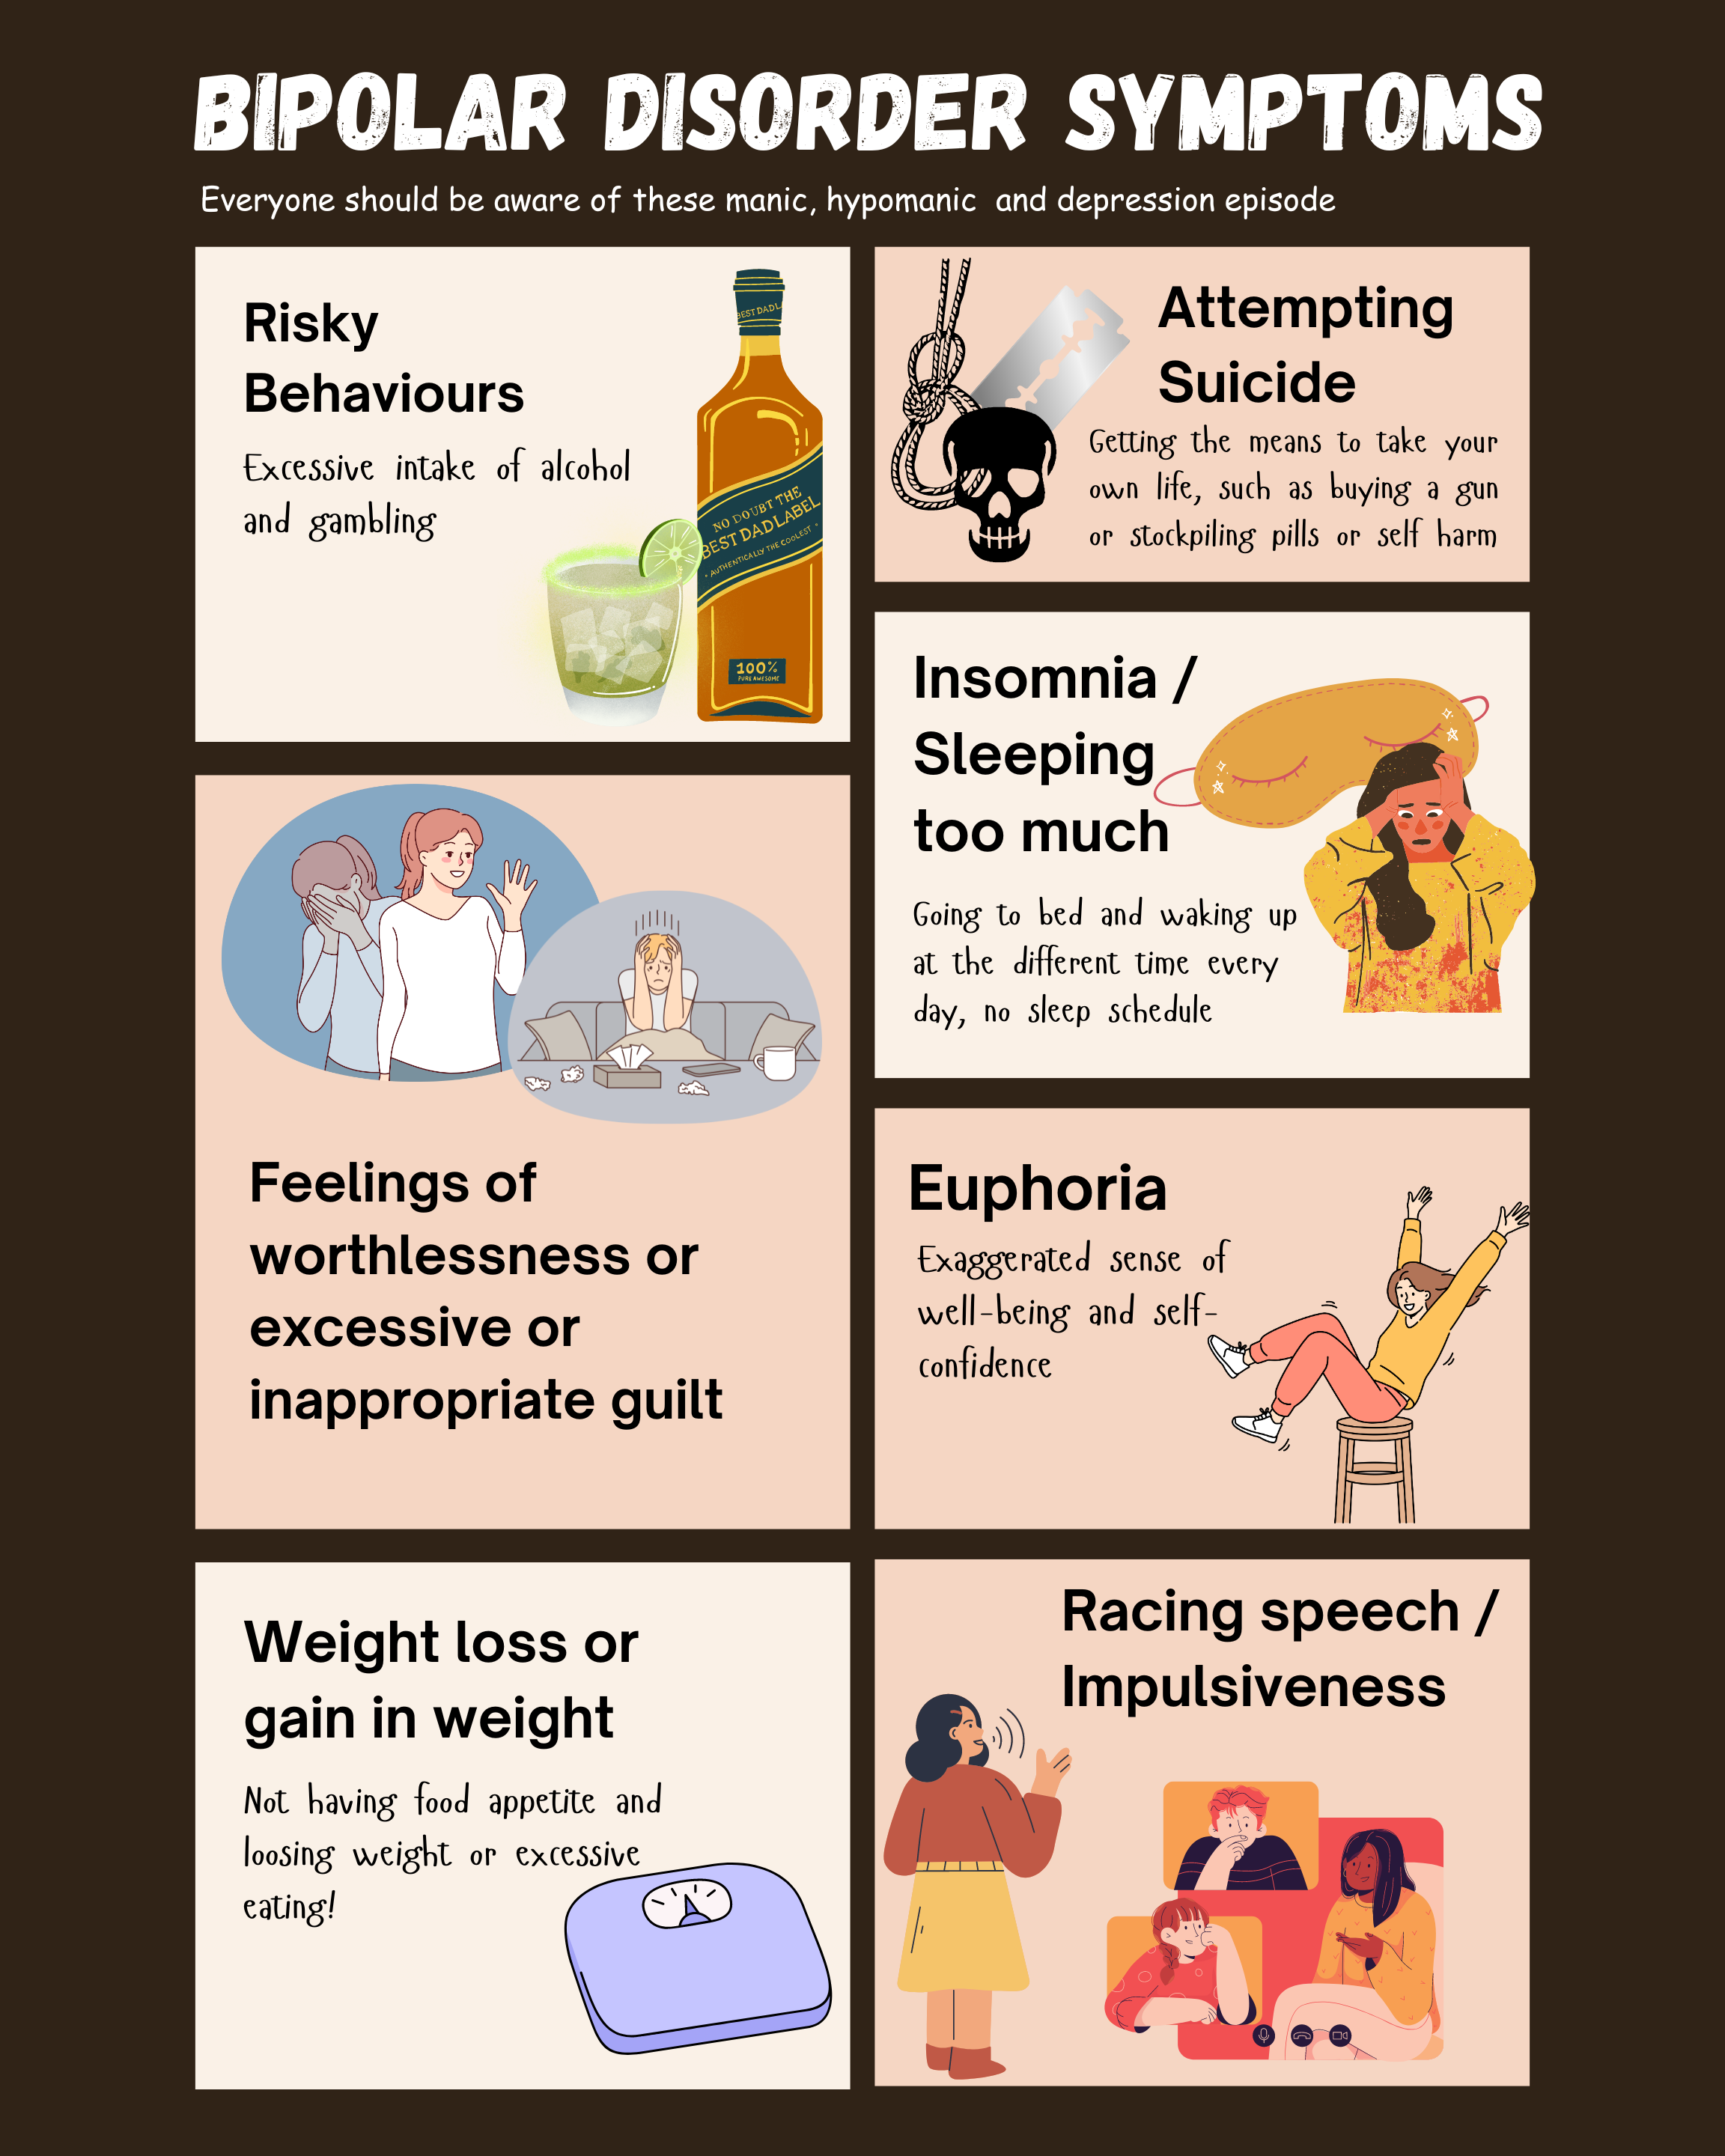 BIPOLAR DISORDER SYMPTOMS
Everyone should be aware of these manic, hypomanic and depression episode
Risky
Behaviours
Excessive intake of alcohol
and gambling
BEST DAD LA
NO DOUBT THE
BEST DAD LABEL
• AUTHENTICALLY THE COOLEST •
100%
PURE AWESOME
Attempting
Suicide
Getting the means to take your
own life, such as buying a gun
or stockpiling pills or self harm
Insomnia /
Sleeping
too much
Going to bed and waking up
at the different time every
day, no sleep schedule
Feelings of
worthlessness or
excessive or
inappropriate guilt
Euphoria
Exaggerated sense of
well-being and self-
confidence
Weight loss or
gain in weight
Not having food appetite and
loosing weight or excessive
eating!
Racing speech /
Impulsiveness